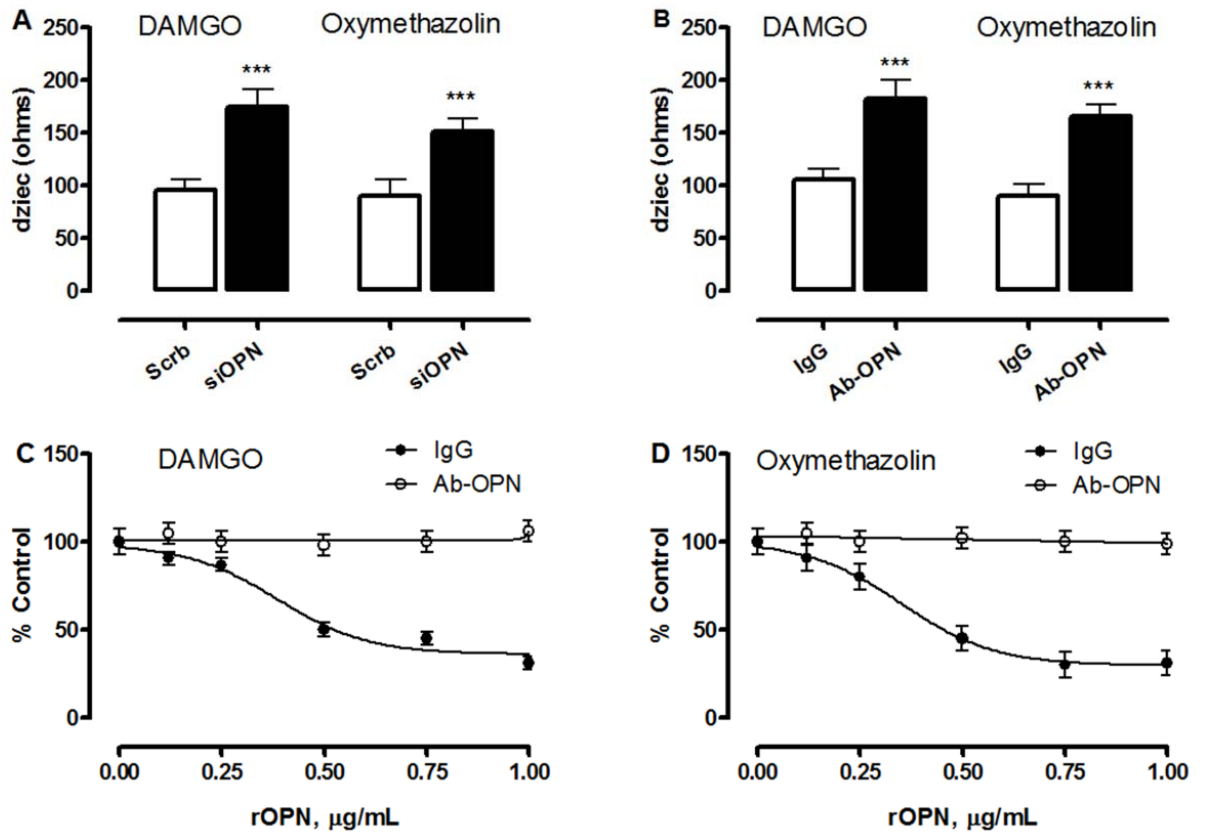 A
DAMGO
Oxymethazolin
***
***
dziec (ohms)
250
200
150
100
50
0
Scrb
siOPN
Scrb
siOPN
B
DAMGO
Oxymethazolin
***
***
dziec (ohms)
250
200
150
100
50
0
IgG
Ab-OPN
IgG
Ab-OPN
C
DAMGO
IgG
Ab-OPN
% Control
150
100
50
0
0.00 0.25 0.50 0.75 1.00
rOPN, μg/mL
D
Oxymethazolin
IgG
Ab-OPN
% Control
150
100
50
0
0.00 0.25 0.50 0.75 1.00
rOPN, μg/mL